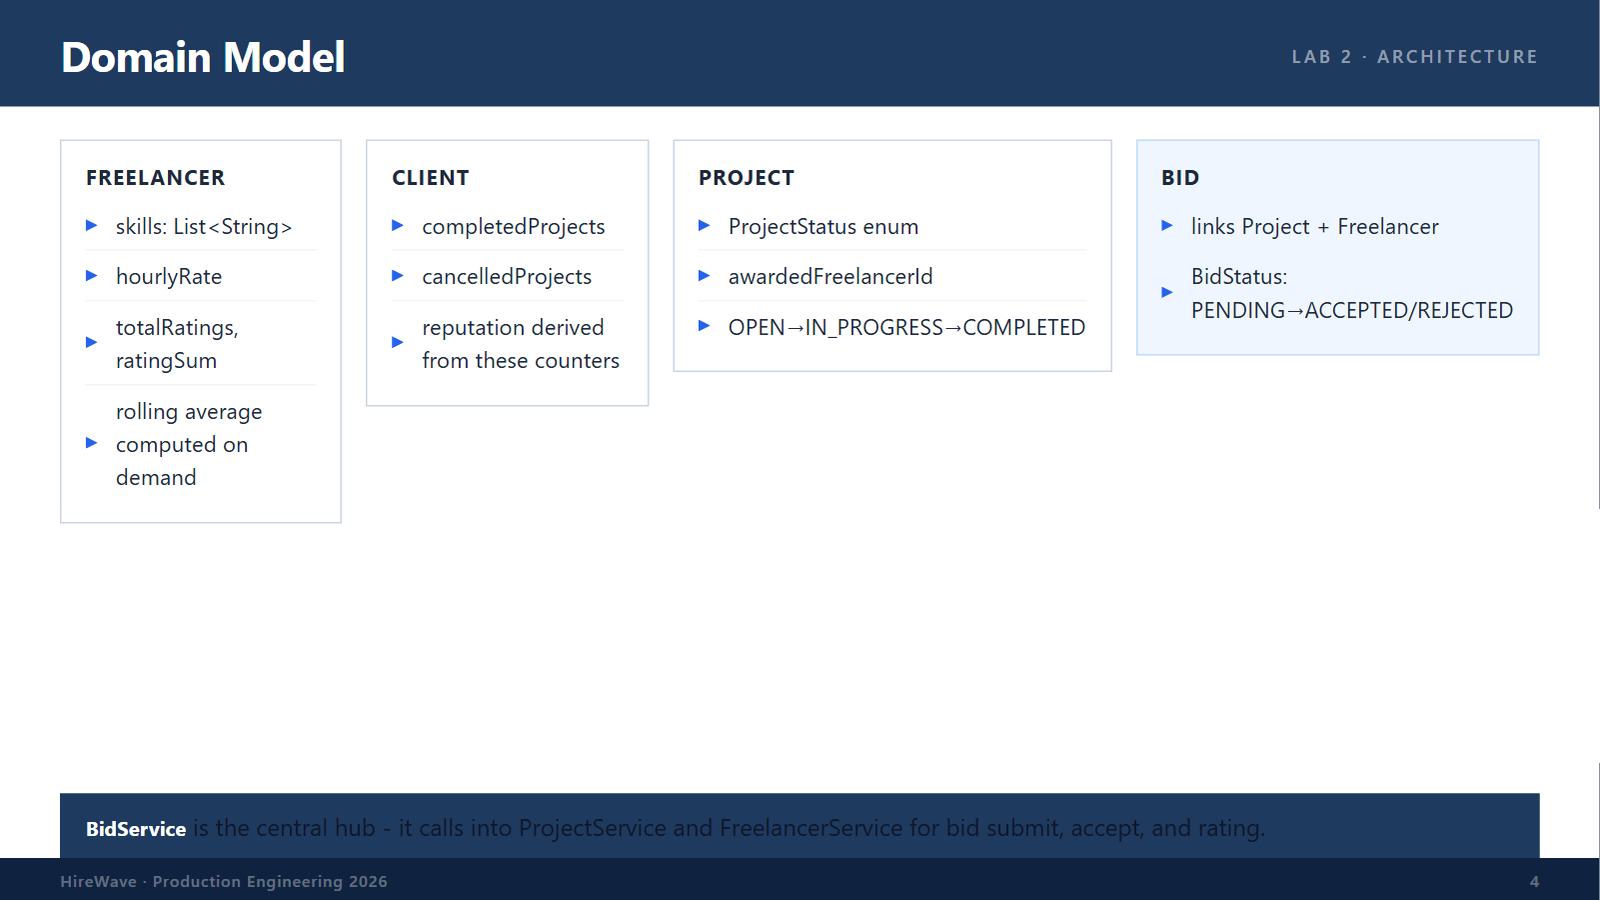 Domain Model
LAB 2 · ARCHITECTURE
FREELANCER
▶ skills: List<String>
▶ hourlyRate
▶ totalRatings,
ratingSum
▶ rolling average
computed on
demand
CLIENT
▶ completedProjects
▶ cancelledProjects
▶ reputation derived
from these counters
PROJECT
▶ ProjectStatus enum
▶ awardedFreelancerId
▶ OPEN→IN_PROGRESS→COMPLETED
BID
▶ links Project + Freelancer
▶ BidStatus:
PENDING→ACCEPTED/REJECTED
BidService is the central hub - it calls into ProjectService and FreelancerService for bid submit, accept, and rating.
HireWave · Production Engineering 2026
4